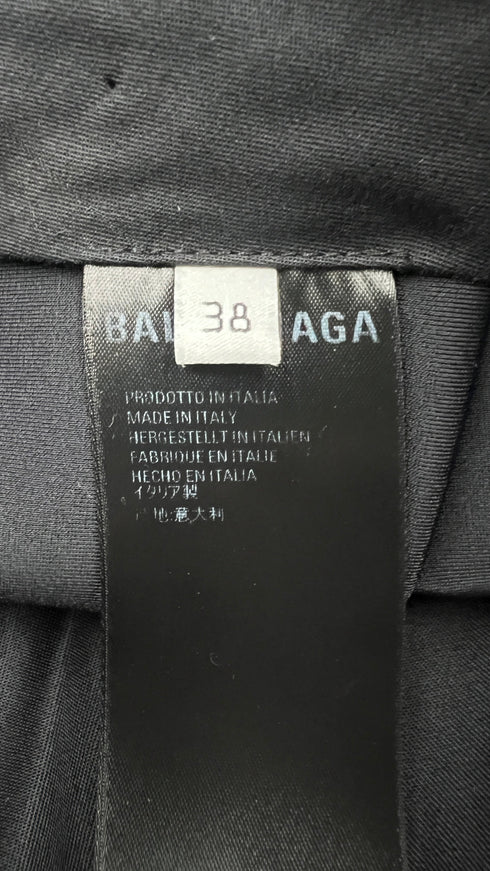 BAL 38 AGA
PRODOTTO IN ITALIA
MADE IN ITALY
HERGESTELLT IN ITALIEN
FABRIQUE EN ITALIE
HECHO EN ITALIA
イタリア製
地:意大利